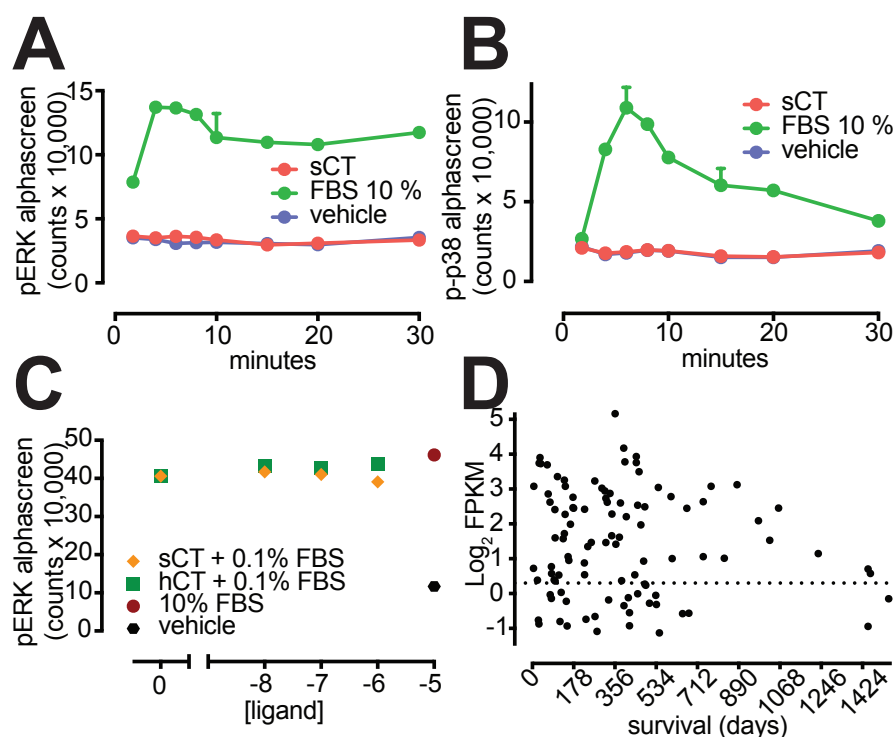 A
pERK alphascreen
(counts x 10,000)
15
10
5
0
sCT
FBS 10 %
vehicle
0
10
20
30
minutes
B
p-p38 alphascreen
(counts x 10,000)
10
5
0
sCT
FBS 10 %
vehicle
0
10
20
30
minutes
C
pERK alphascreen
(counts x 10,000)
50
40
30
20
10
0
sCT + 0.1% FBS
hCT + 0.1% FBS
10% FBS
vehicle
0
-8
-7
-6
-5
[ligand]
D
Log2 FPKM
5
4
3
2
1
0
-1
0
178
356
534
712
890
1068
1246
1424
survival (days)